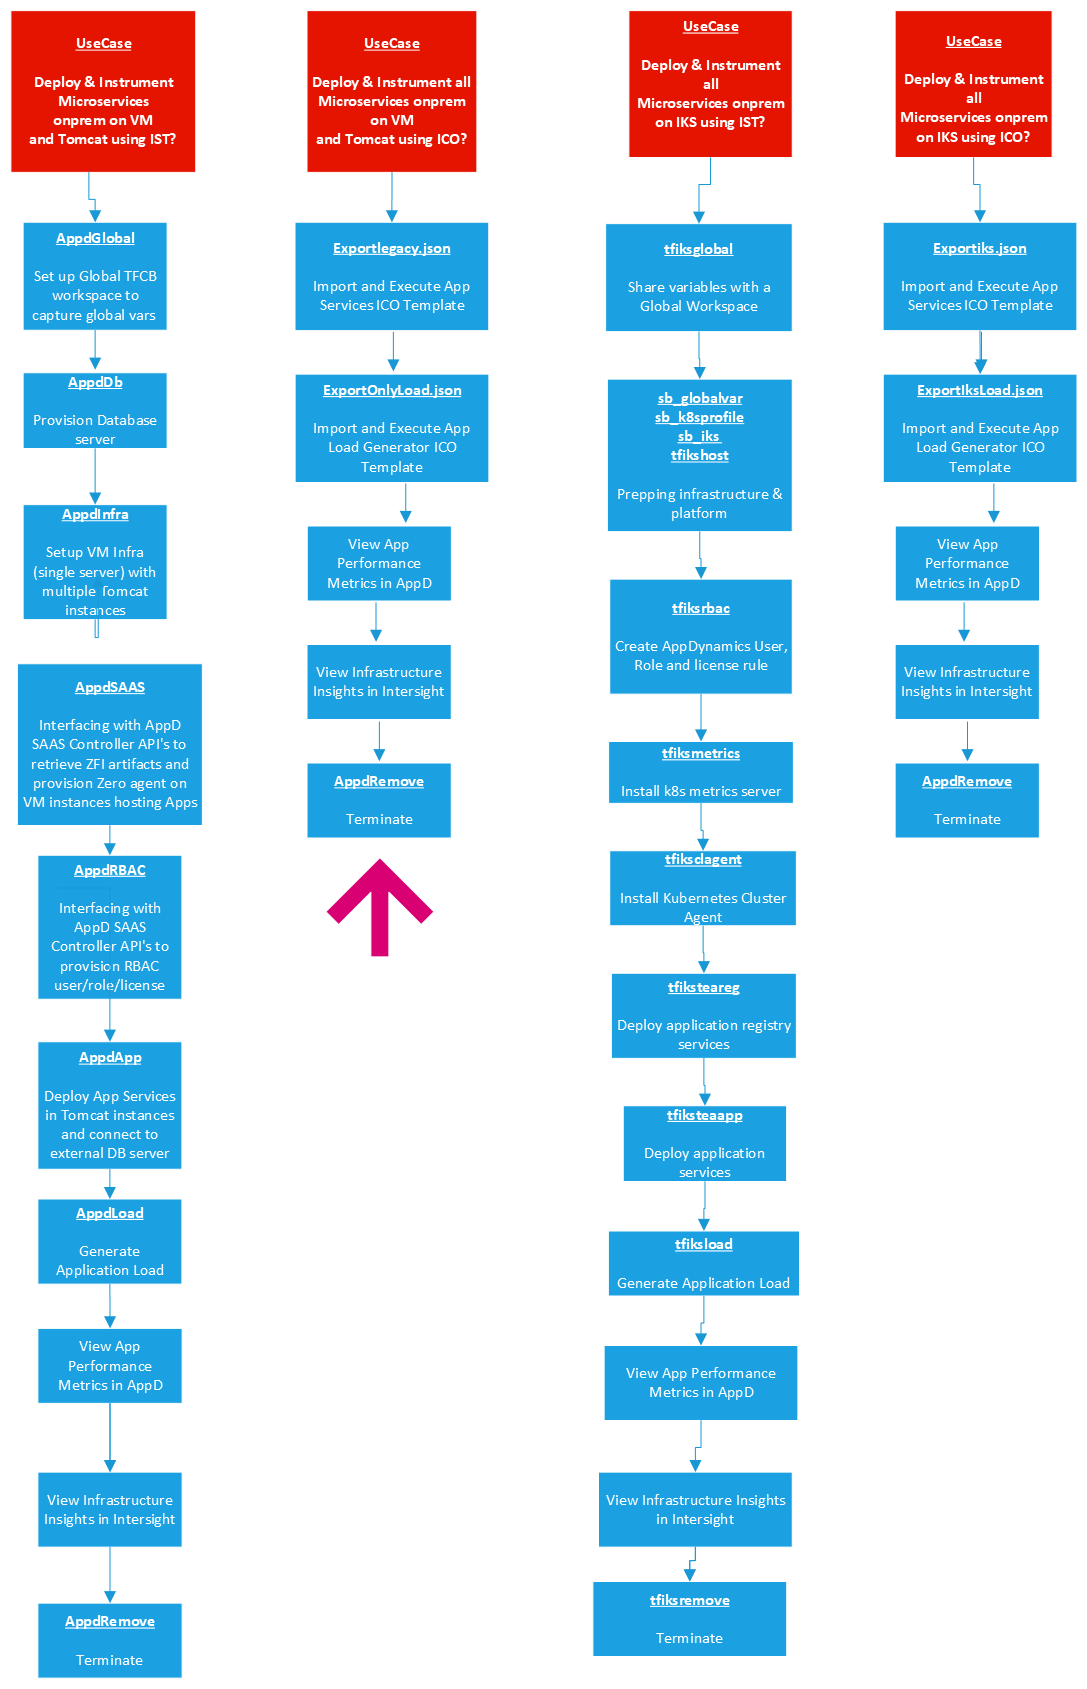 UseCase
Deploy & Instrument
Microservices
onprem on VM
and Tomcat using IST?
AppdGlobal
Set up Global TFCB
workspace to
capture global vars
AppdDb
Provision Database
server
AppdInfra
Setup VM Infra
(single server) with
multiple Tomcat
instances
AppdSAAS
Interfacing with AppD
SAAS Controller API's to
retrieve ZFI artifacts and
provision Zero agent on
VM instances hosting Apps
AppdRBAC
Interfacing with
AppD SAAS
Controller API's to
provision RBAC
user/role/license
AppdApp
Deploy App Services
in Tomcat instances
and connect to
external DB server
AppdLoad
Generate
Application Load
View App
Performance
Metrics in AppD
View Infrastructure
Insights in Intersight
AppdRemove
Terminate
UseCase
Deploy & Instrument all
Microservices onprem
on VM
and Tomcat using ICO?
Exportlegacy.json
Import and Execute App
Services ICO Template
ExportOnlyLoad.json
Import and Execute App
Load Generator ICO
Template
View App
Performance
Metrics in AppD
View Infrastructure
Insights in Intersight
AppdRemove
Terminate
UseCase
Deploy & Instrument
all
Microservices onprem
on IKS using IST?
tfiksglobal
Share variables with a
Global Workspace
sb_globalvar
sb_k8sprofile
sb_iks
tfikshost
Prepping infrastructure &
platform
tfiksrbac
Create AppDynamics User,
Role and license rule
tfiksmetrics
Install k8s metrics server
tfiksclagent
Install Kubernetes Cluster
Agent
tfiksteareg
Deploy application registry
services
tfiksteaapp
Deploy application
services
tfiksload
Generate Application Load
View App Performance
Metrics in AppD
View Infrastructure Insights
in Intersight
tfiksremove
Terminate
UseCase
Deploy & Instrument
all
Microservices onprem
on IKS using ICO?
Exportiks.json
Import and Execute App
Services ICO Template
ExportIksLoad.json
Import and Execute App
Load Generator ICO
Template
View App
Performance
Metrics in AppD
View Infrastructure
Insights in Intersight
AppdRemove
Terminate